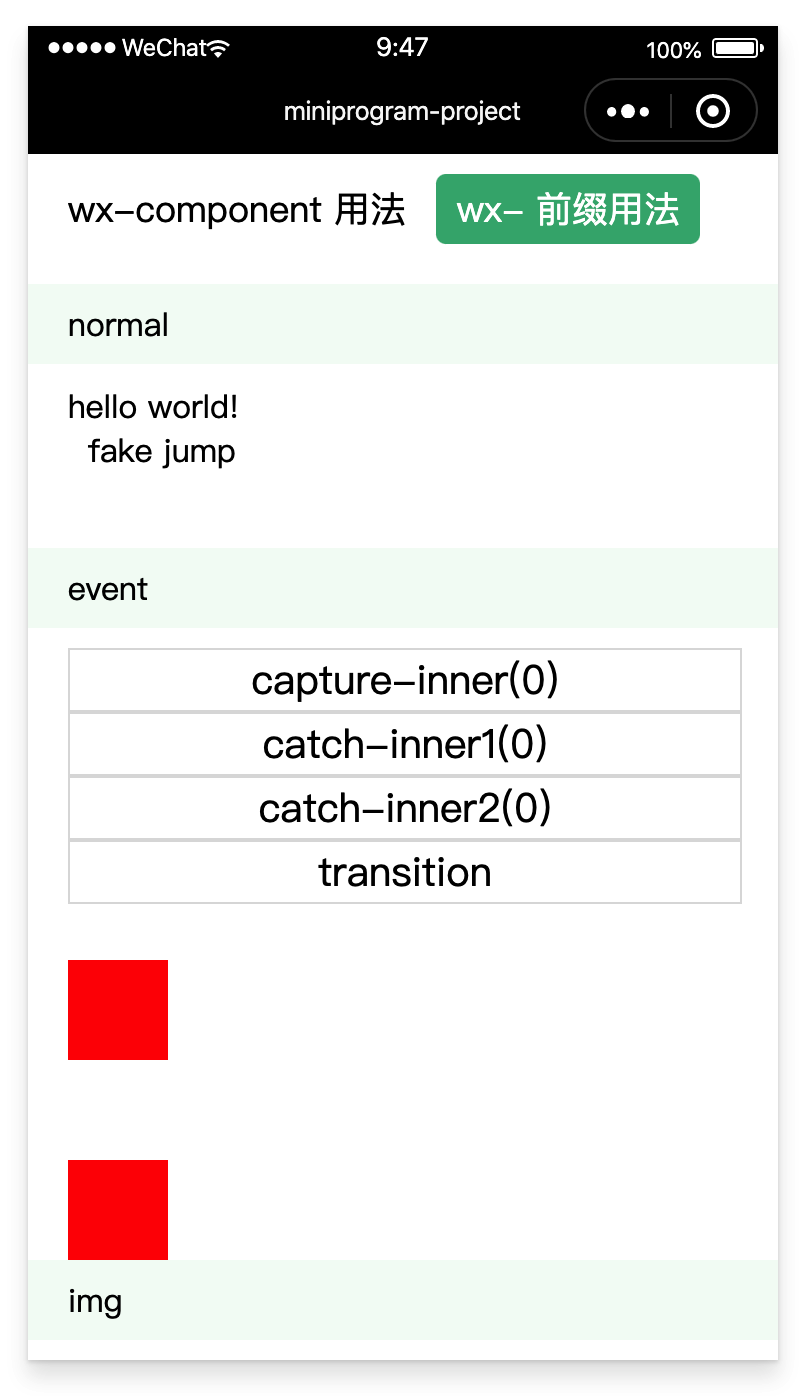 WeChat 9:47 100%
miniprogram-project
wx-component 用法 wx- 前缀用法
normal
hello world!
fake jump
event
capture-inner(0)
catch-inner1(0)
catch-inner2(0)
transition
img